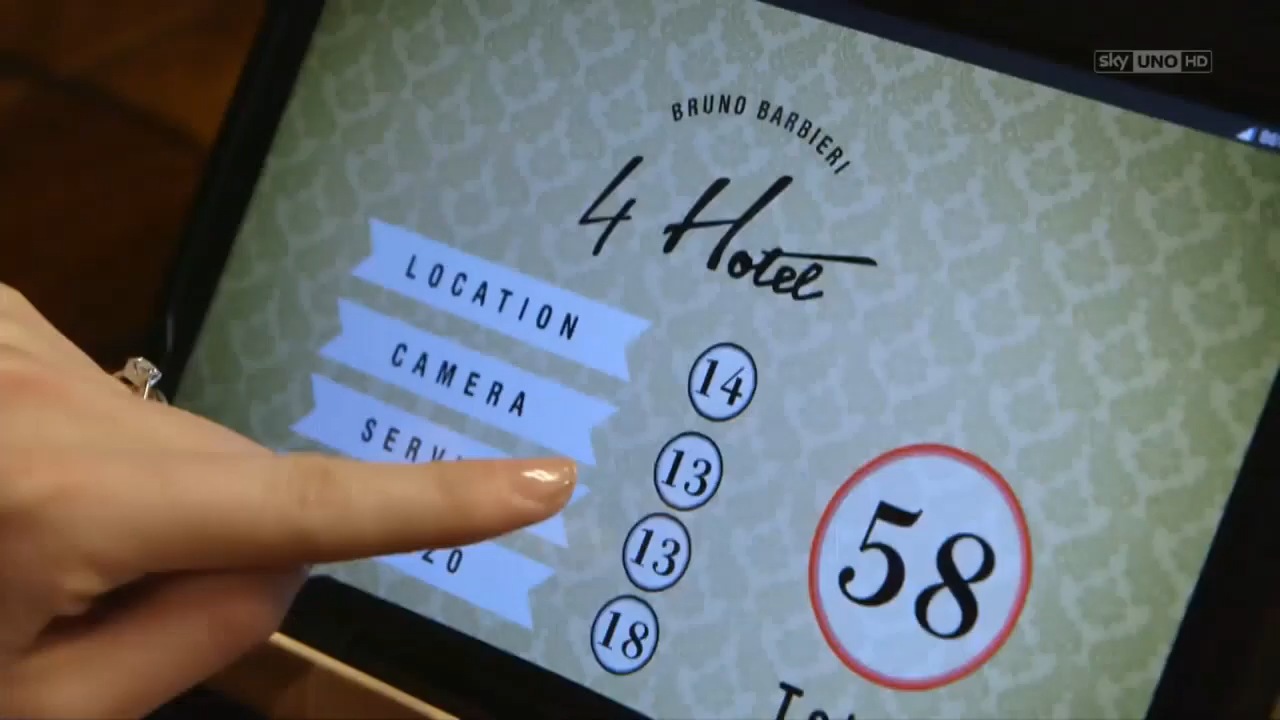 sky UNO HD
BRUNO BARBIERI
4 Hotel
LOCATION
14
CAMERA
13
13
18
58